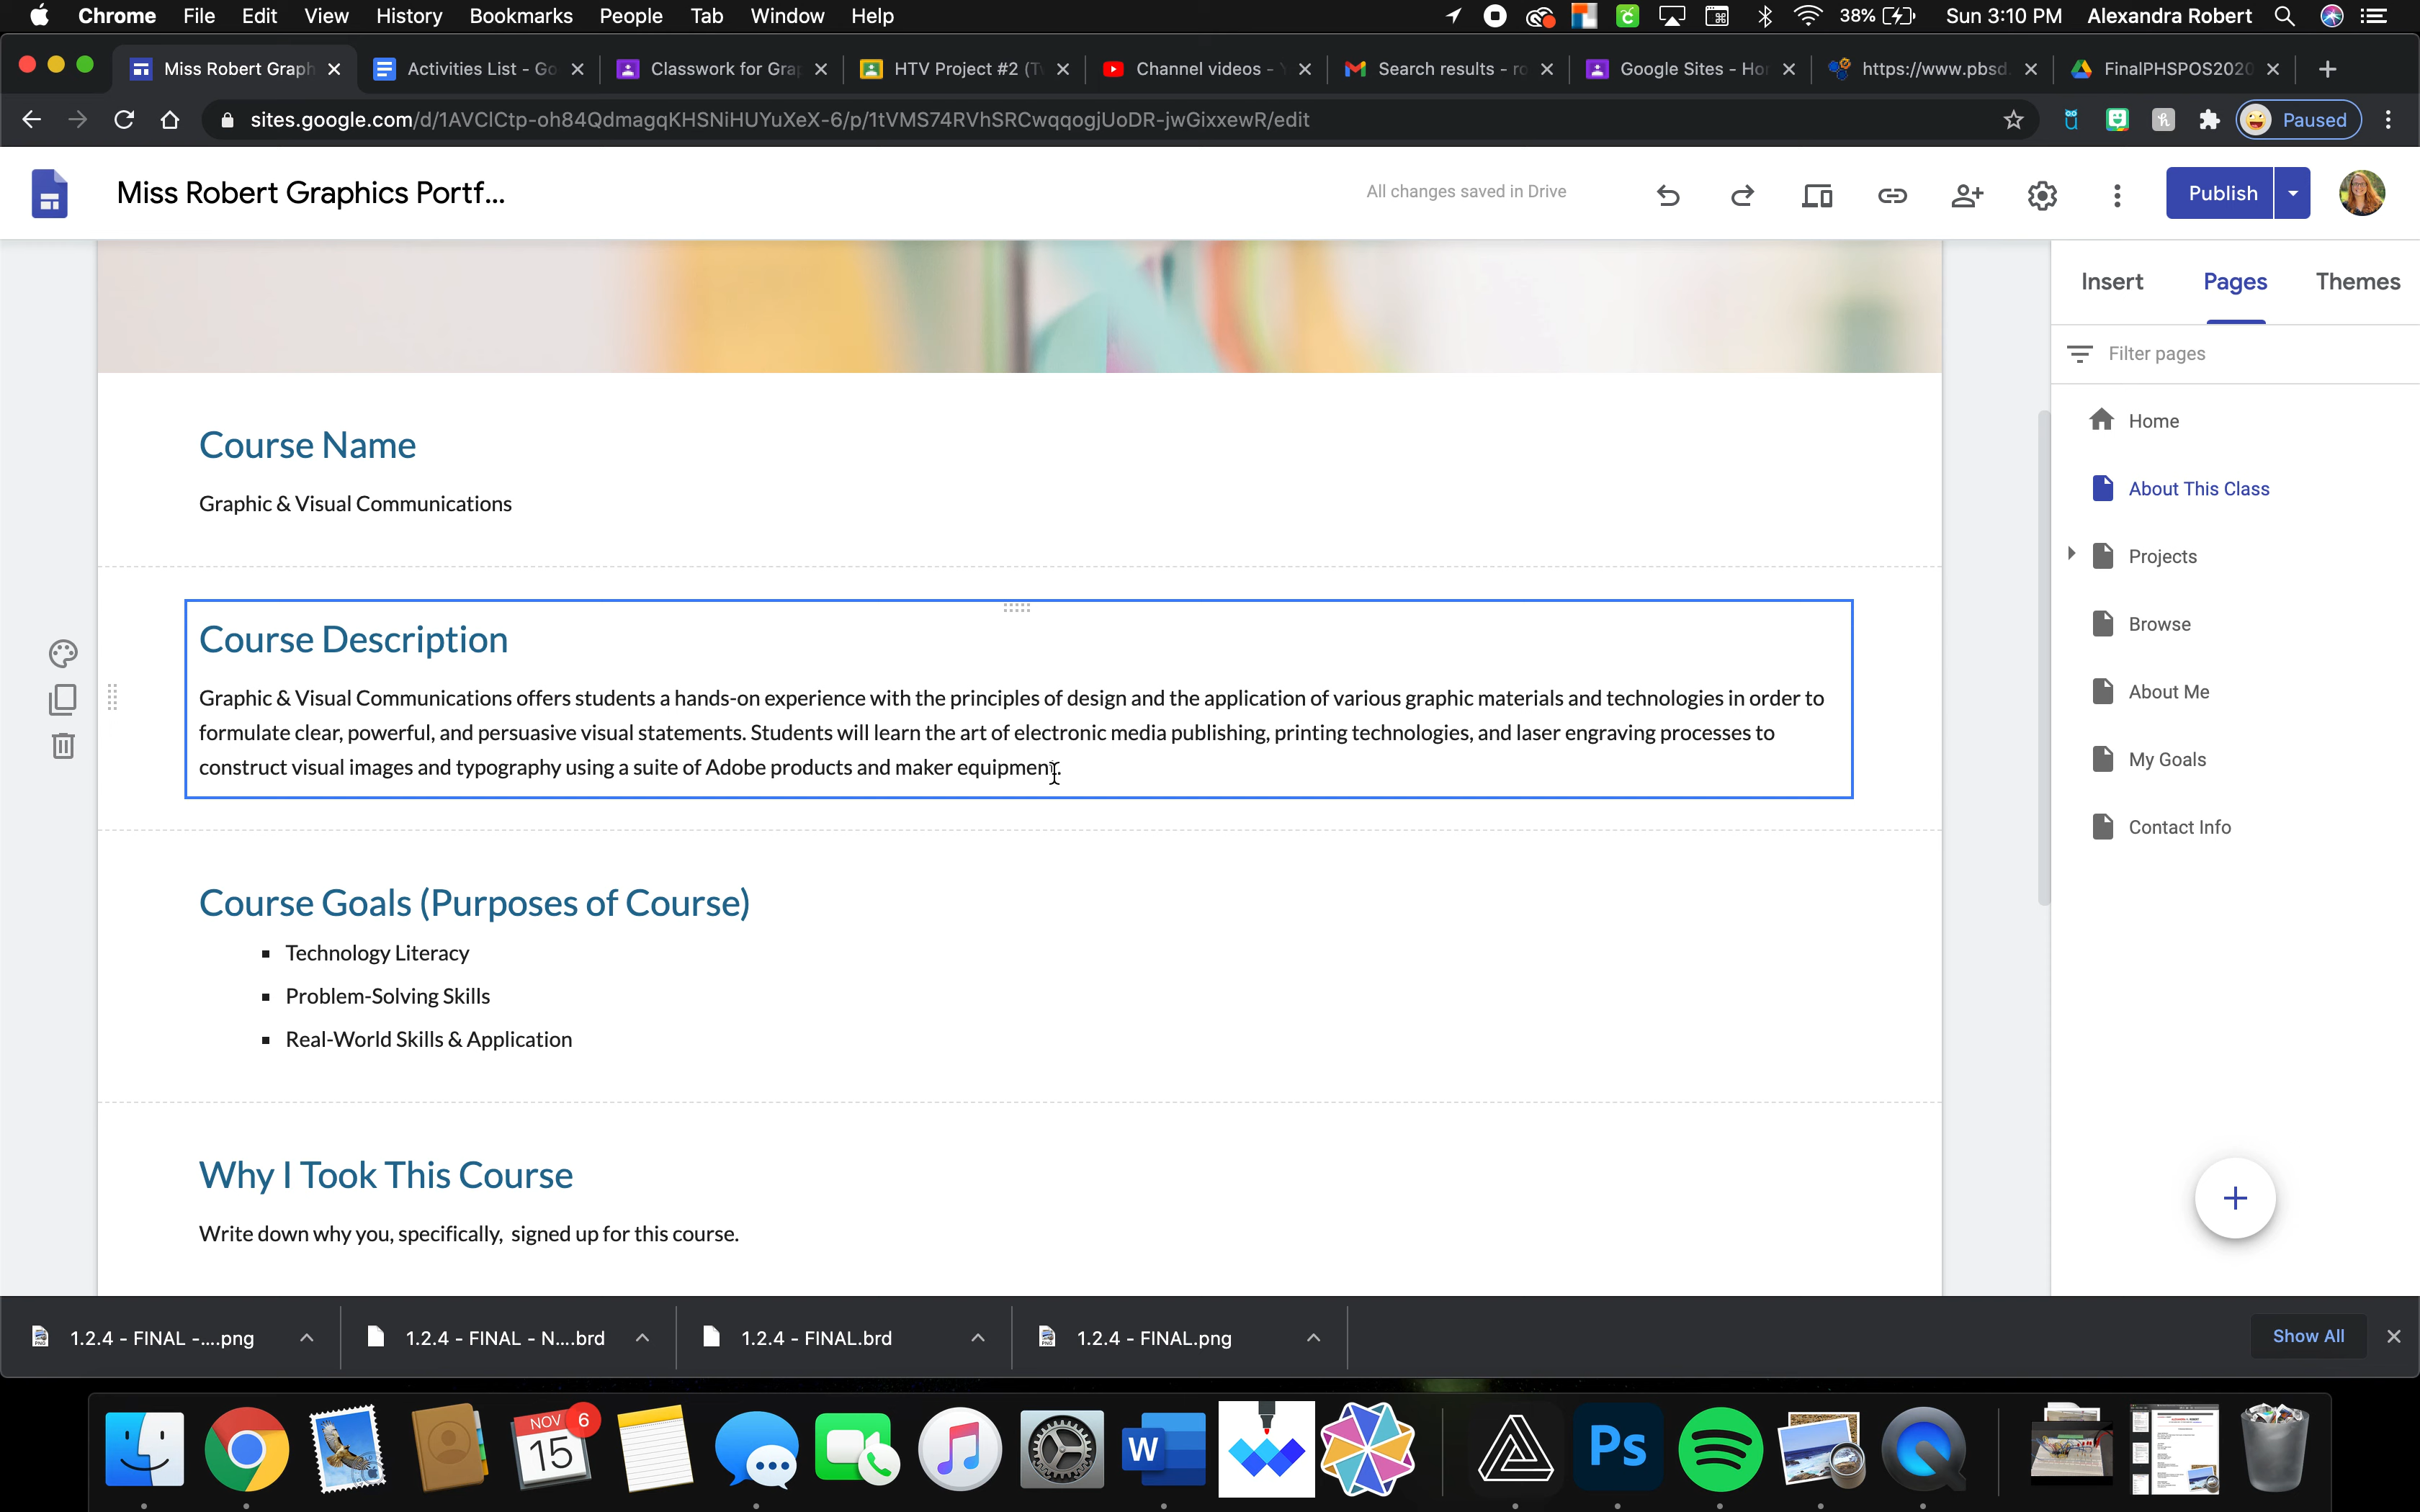 Chrome File Edit View History Bookmarks People Tab Window Help 38% Sun 3:10 PM Alexandra Robert
Miss Robert Graph Activities List - Go Classwork for Gra HTV Project #2 (T Channel videos - Search results - ro Google Sites - Ho https://www.pbsd. FinalPHSPOS2020
sites.google.com/d/1AVClCtp-oh84QdmagqKHSNiHUYuXeX-6/p/1tVMS74RVhSRCwqqogjUoDR-jwGixxewR/edit Paused
Miss Robert Graphics Portf... All changes saved in Drive Publish
Insert Pages Themes
Filter pages
Home
About This Class
Projects
Browse
About Me
My Goals
Contact Info
Course Name
Graphic & Visual Communications
Course Description
Graphic & Visual Communications offers students a hands-on experience with the principles of design and the application of various graphic materials and technologies in order to
formulate clear, powerful, and persuasive visual statements. Students will learn the art of electronic media publishing, printing technologies, and laser engraving processes to
construct visual images and typography using a suite of Adobe products and maker equipment.
Course Goals (Purposes of Course)
▪ Technology Literacy
▪ Problem-Solving Skills
▪ Real-World Skills & Application
Why I Took This Course
Write down why you, specifically, signed up for this course.
1.2.4 - FINAL -....png 1.2.4 - FINAL - N....brd 1.2.4 - FINAL.brd 1.2.4 - FINAL.png Show All
NOV 6
15
W
Ps